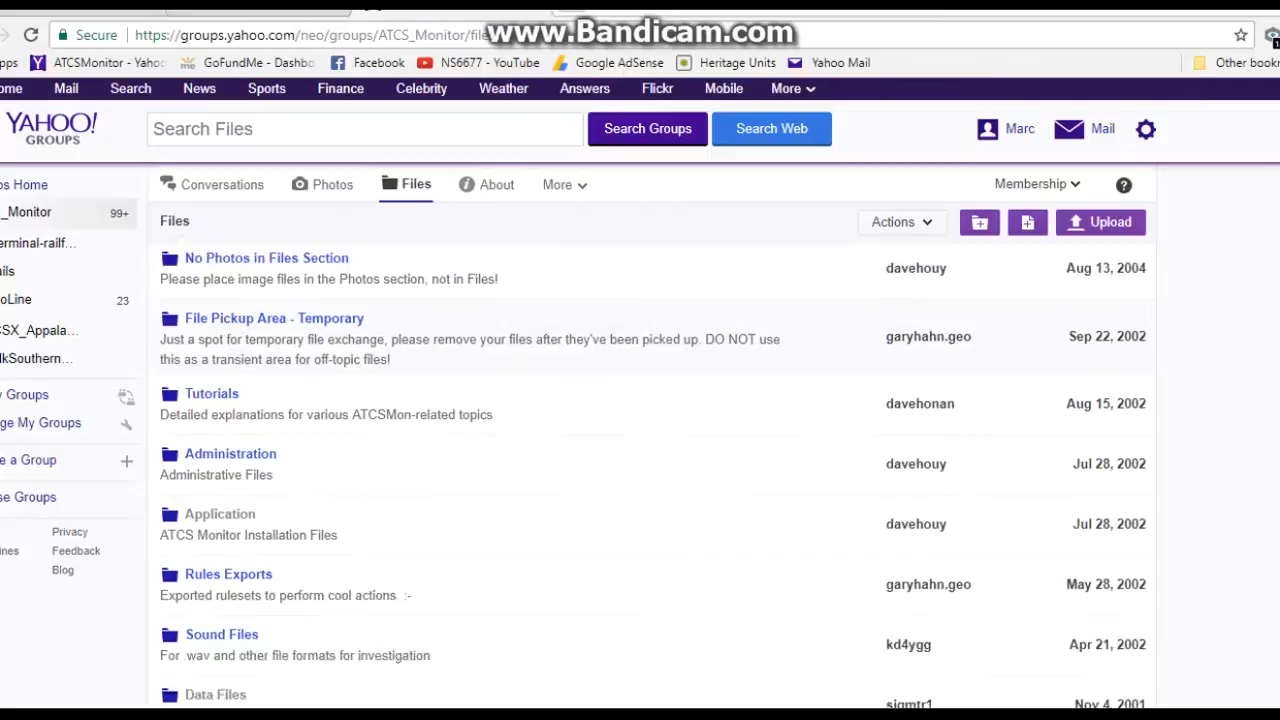 www.Bandicam.com
Secure https://groups.yahoo.com/neo/groups/ATCS_Monitor/file
pps ATCSMonitor - Yahoo GoFundMe - Dashbo Facebook NS6677 - YouTube Google AdSense Heritage Units Yahoo Mail Other bookm
ome Mail Search News Sports Finance Celebrity Weather Answers Flickr Mobile More
YAHOO!
GROUPS
Search Files Search Groups Search Web Marc Mail
ps Home Conversations Photos Files About More Membership
_Monitor 99+
Files Actions Upload
erminal-railf...
ails
oLine 23
CSX_Appala...
lkSouthern...
y Groups
ge My Groups
e a Group
se Groups
Privacy
ines Feedback
Blog
No Photos in Files Section
Please place image files in the Photos section, not in Files!
davehouy Aug 13, 2004
File Pickup Area - Temporary
Just a spot for temporary file exchange, please remove your files after they've been picked up. DO NOT use
this as a transient area for off-topic files!
garyhahn.geo Sep 22, 2002
Tutorials
Detailed explanations for various ATCSMon-related topics
davehonan Aug 15, 2002
Administration
Administrative Files
davehouy Jul 28, 2002
Application
ATCS Monitor Installation Files
davehouy Jul 28, 2002
Rules Exports
Exported rulesets to perform cool actions. :-
garyhahn.geo May 28, 2002
Sound Files
For .wav and other file formats for investigation
kd4ygg Apr 21, 2002
Data Files
sigmtr1 Nov 4, 2001